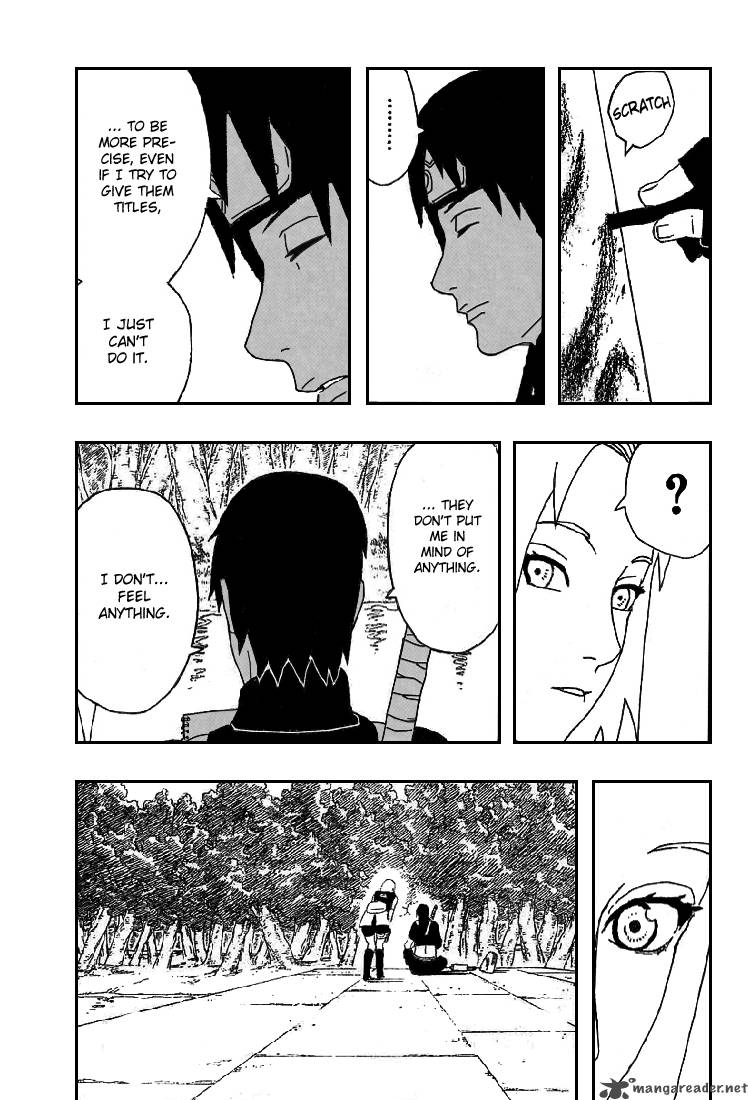 SCRATCH
.........
... TO BE
MORE PRE-
CISE, EVEN
IF I TRY TO
GIVE THEM
TITLES,
I JUST
CAN'T
DO IT.
?
... THEY
DON'T PUT
ME IN
MIND OF
ANYTHING.
I DON'T...
FEEL
ANYTHING.
mangareader.net